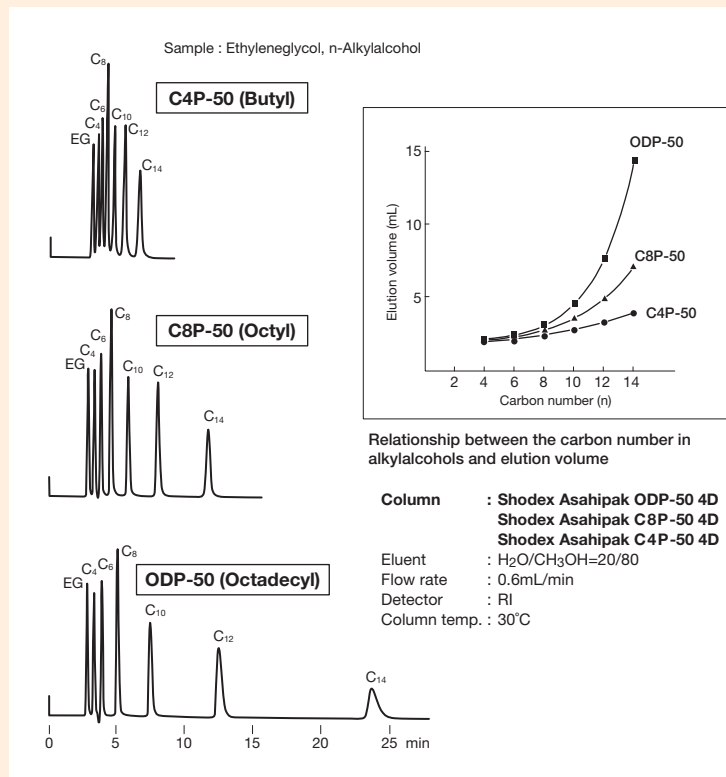 Sample : Ethyleneglycol, n-Alkylalcohol
C4P-50 (Butyl)
EG
C₄
C₆
C₈
C₁₀
C₁₂
C₁₄
C8P-50 (Octyl)
EG
C₄
C₆
C₈
C₁₀
C₁₂
C₁₄
ODP-50 (Octadecyl)
EG
C₄
C₆
C₈
C₁₀
C₁₂
C₁₄
0 5 10 15 20 25 min
Elution volume (mL)
15
10
5
ODP-50
C8P-50
C4P-50
2 4 6 8 10 12 14
Carbon number (n)
Relationship between the carbon number in
alkylalcohols and elution volume
Column : Shodex Asahipak ODP-50 4D
Shodex Asahipak C8P-50 4D
Shodex Asahipak C4P-50 4D
Eluent : H₂O/CH₃OH=20/80
Flow rate : 0.6mL/min
Detector : RI
Column temp. : 30°C